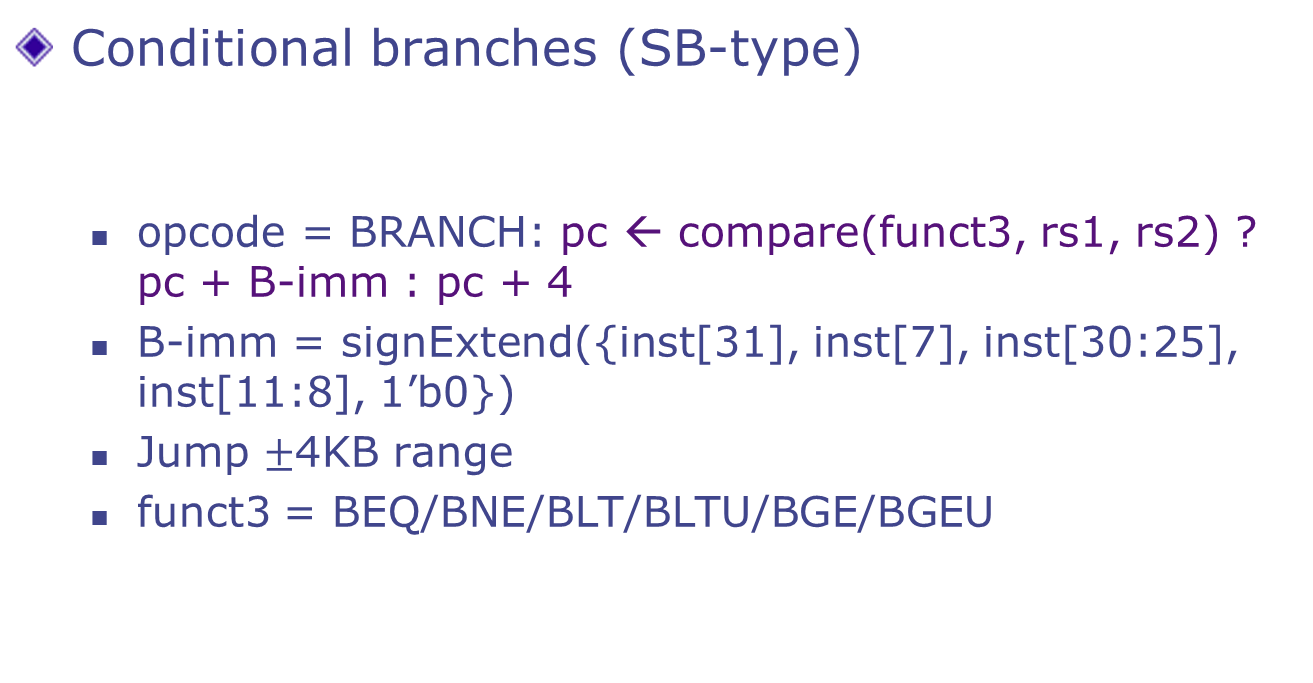 Conditional branches (SB-type)
opcode = BRANCH: pc ← compare(funct3, rs1, rs2) ?
pc + B-imm : pc + 4
B-imm = signExtend({inst[31], inst[7], inst[30:25],
inst[11:8], 1’b0})
Jump ±4KB range
funct3 = BEQ/BNE/BLT/BLTU/BGE/BGEU